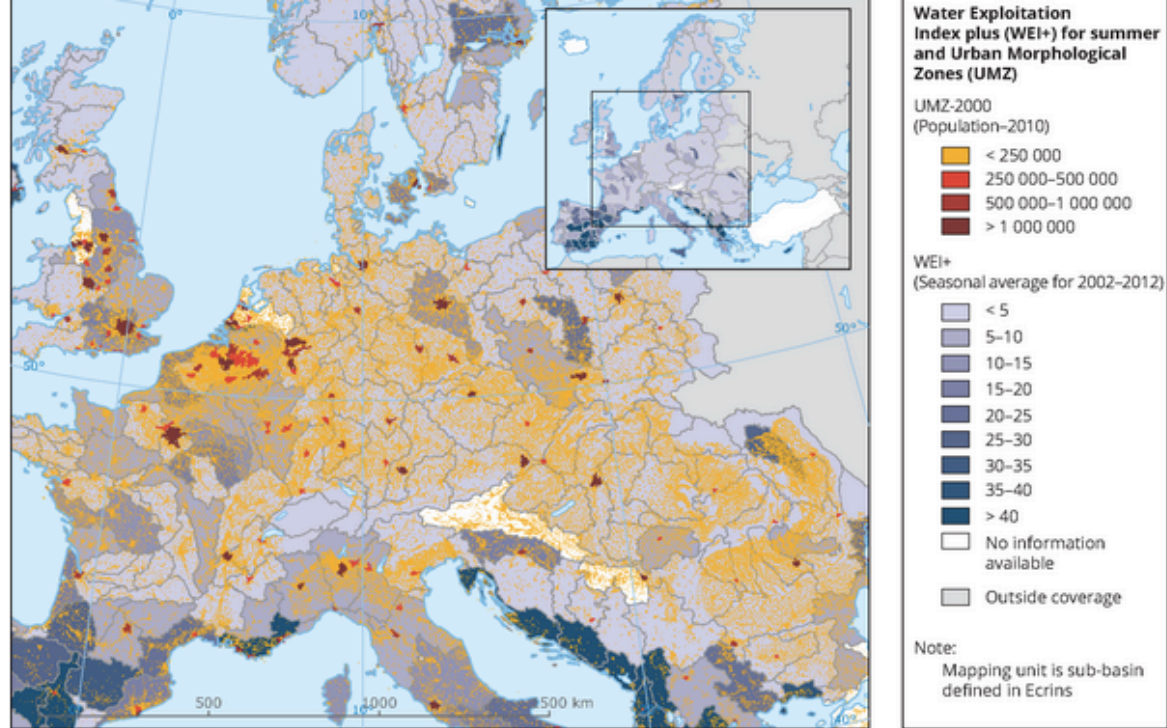 0°
10°
50°
50°
500
1000
1500 km
10°
40°
Water Exploitation
Index plus (WEI+) for summer
and Urban Morphological
Zones (UMZ)
UMZ-2000
(Population–2010)
< 250 000
250 000–500 000
500 000–1 000 000
> 1 000 000
WEI+
(Seasonal average for 2002–2012)
< 5
5–10
10–15
15–20
20–25
25–30
30–35
35–40
> 40
No information
available
Outside coverage
Note:
Mapping unit is sub-basin
defined in Ecrins